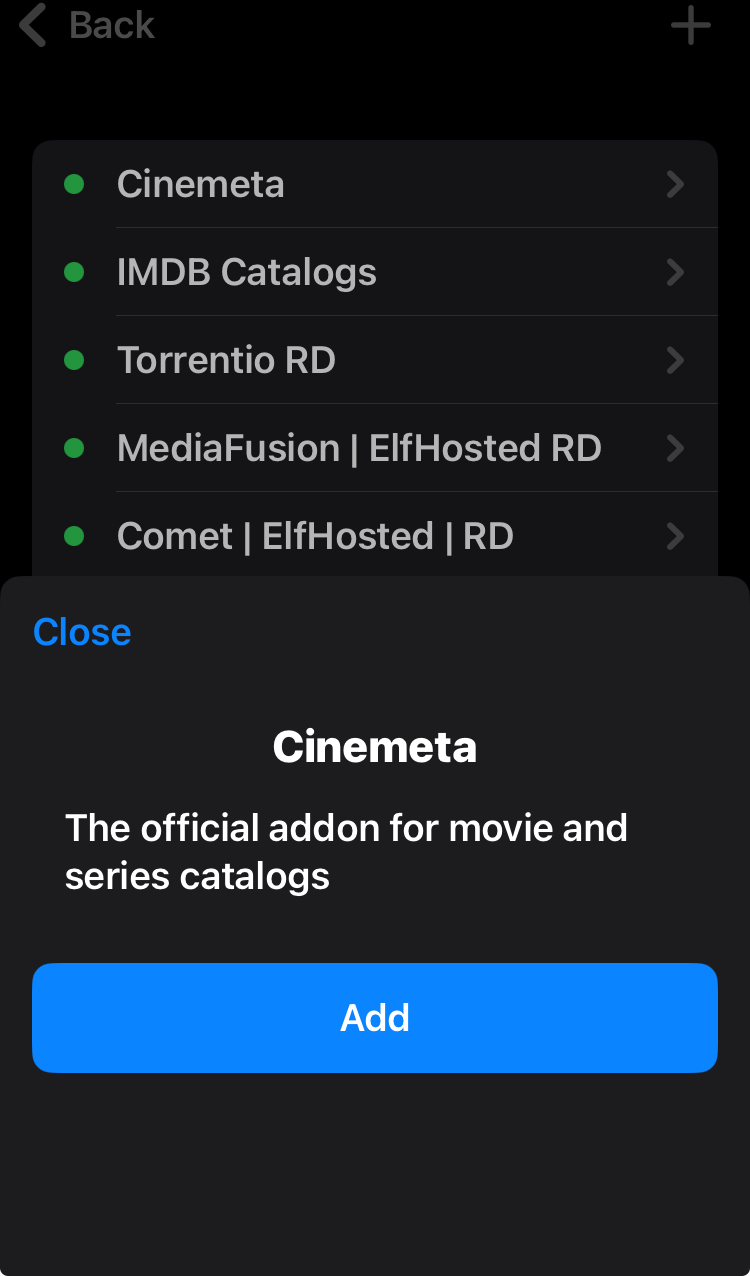 Back
Cinemeta
IMDB Catalogs
Torrentio RD
MediaFusion | ElfHosted RD
Comet | ElfHosted | RD
Close
Cinemeta
The official addon for movie and
series catalogs
Add